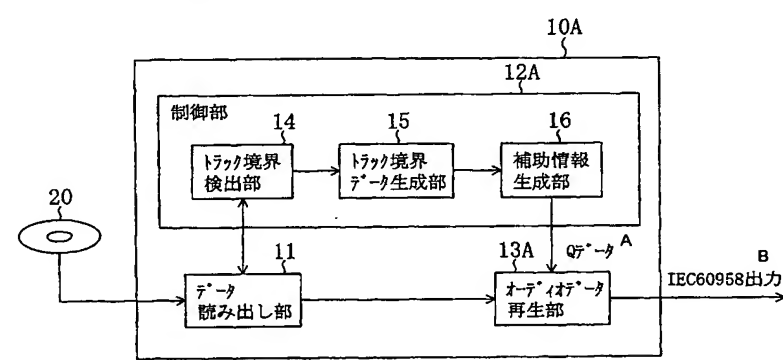 10A
12A
制御部
14
15
16
トラック境界
検出部
トラック境界
データ生成部
補助情報
生成部
20
11
13A
Qデータ A
B
IEC60958出力
データ
読み出し部
オーディオデータ
再生部